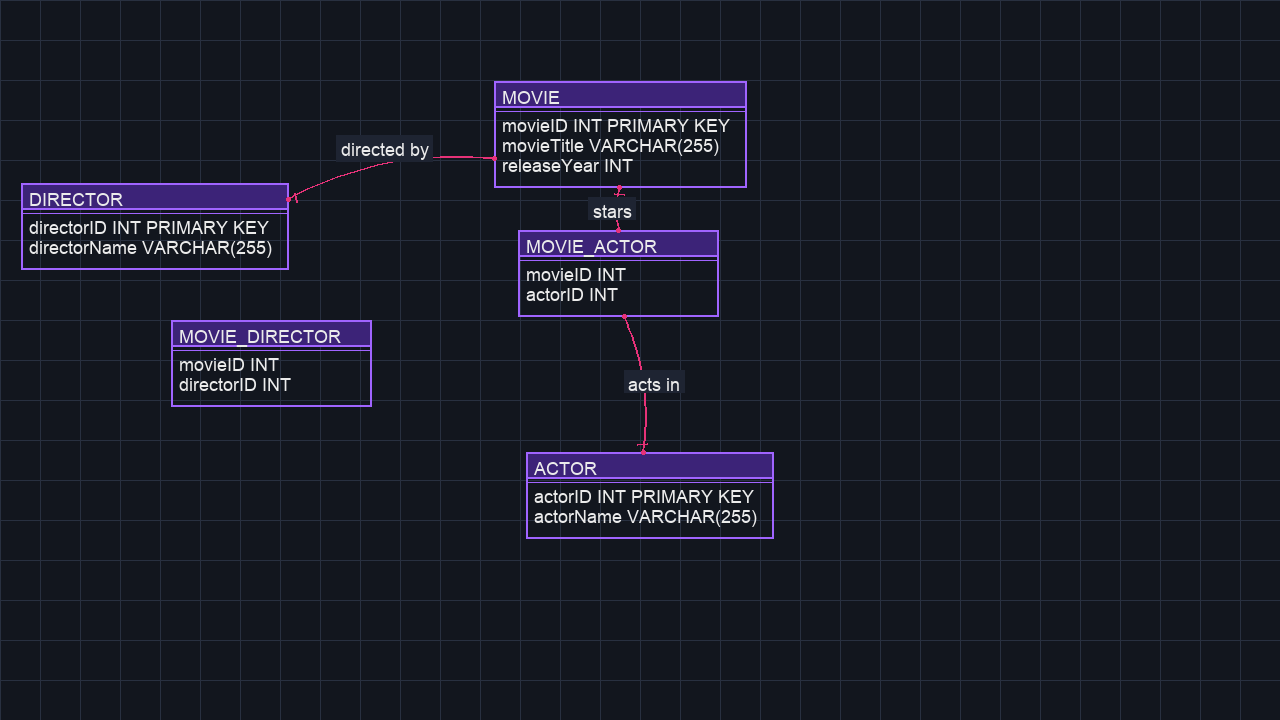 MOVIE
movieID INT PRIMARY KEY
movieTitle VARCHAR(255)
releaseYear INT
directed by
DIRECTOR
directorID INT PRIMARY KEY
directorName VARCHAR(255)
stars
MOVIE_ACTOR
movieID INT
actorID INT
MOVIE_DIRECTOR
movieID INT
directorID INT
acts in
ACTOR
actorID INT PRIMARY KEY
actorName VARCHAR(255)